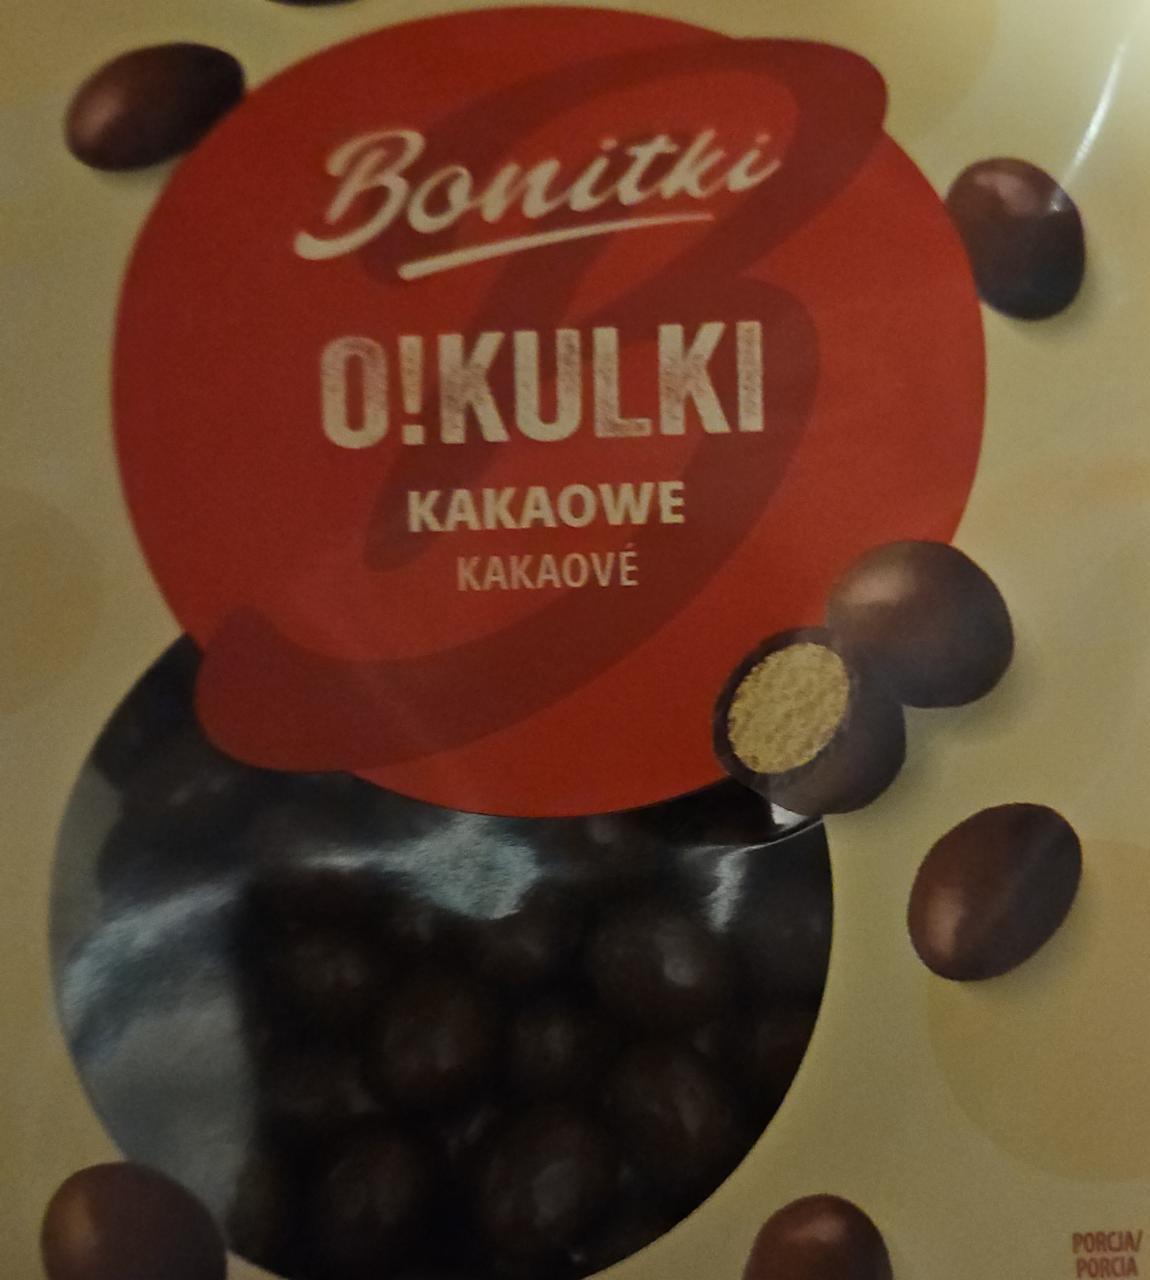 Bonitki
O!KULKI
KAKAOWE
KAKAOVÉ
PORCJA/
PORCIA